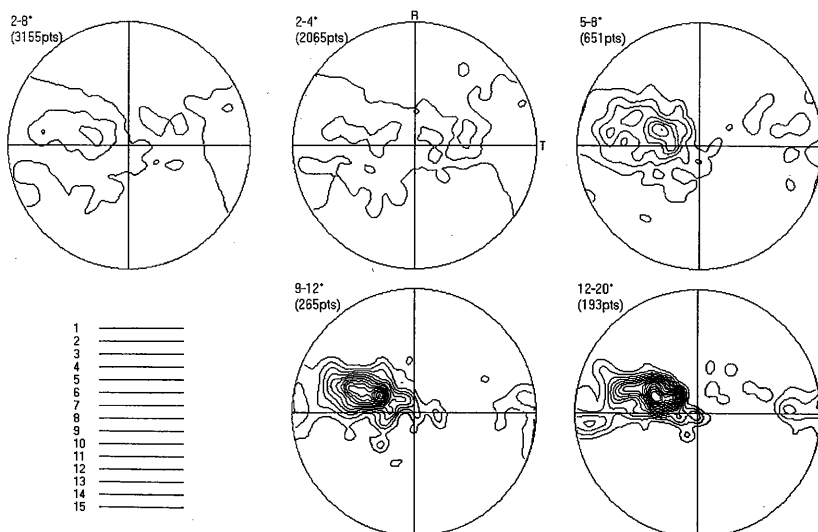 2-8*
(3155pts)
2-4*
(2065pts)
R
T
5-8*
(651pts)
9-12*
(265pts)
12-20*
(193pts)
1
2
3
4
5
6
7
8
9
10
11
12
13
14
15